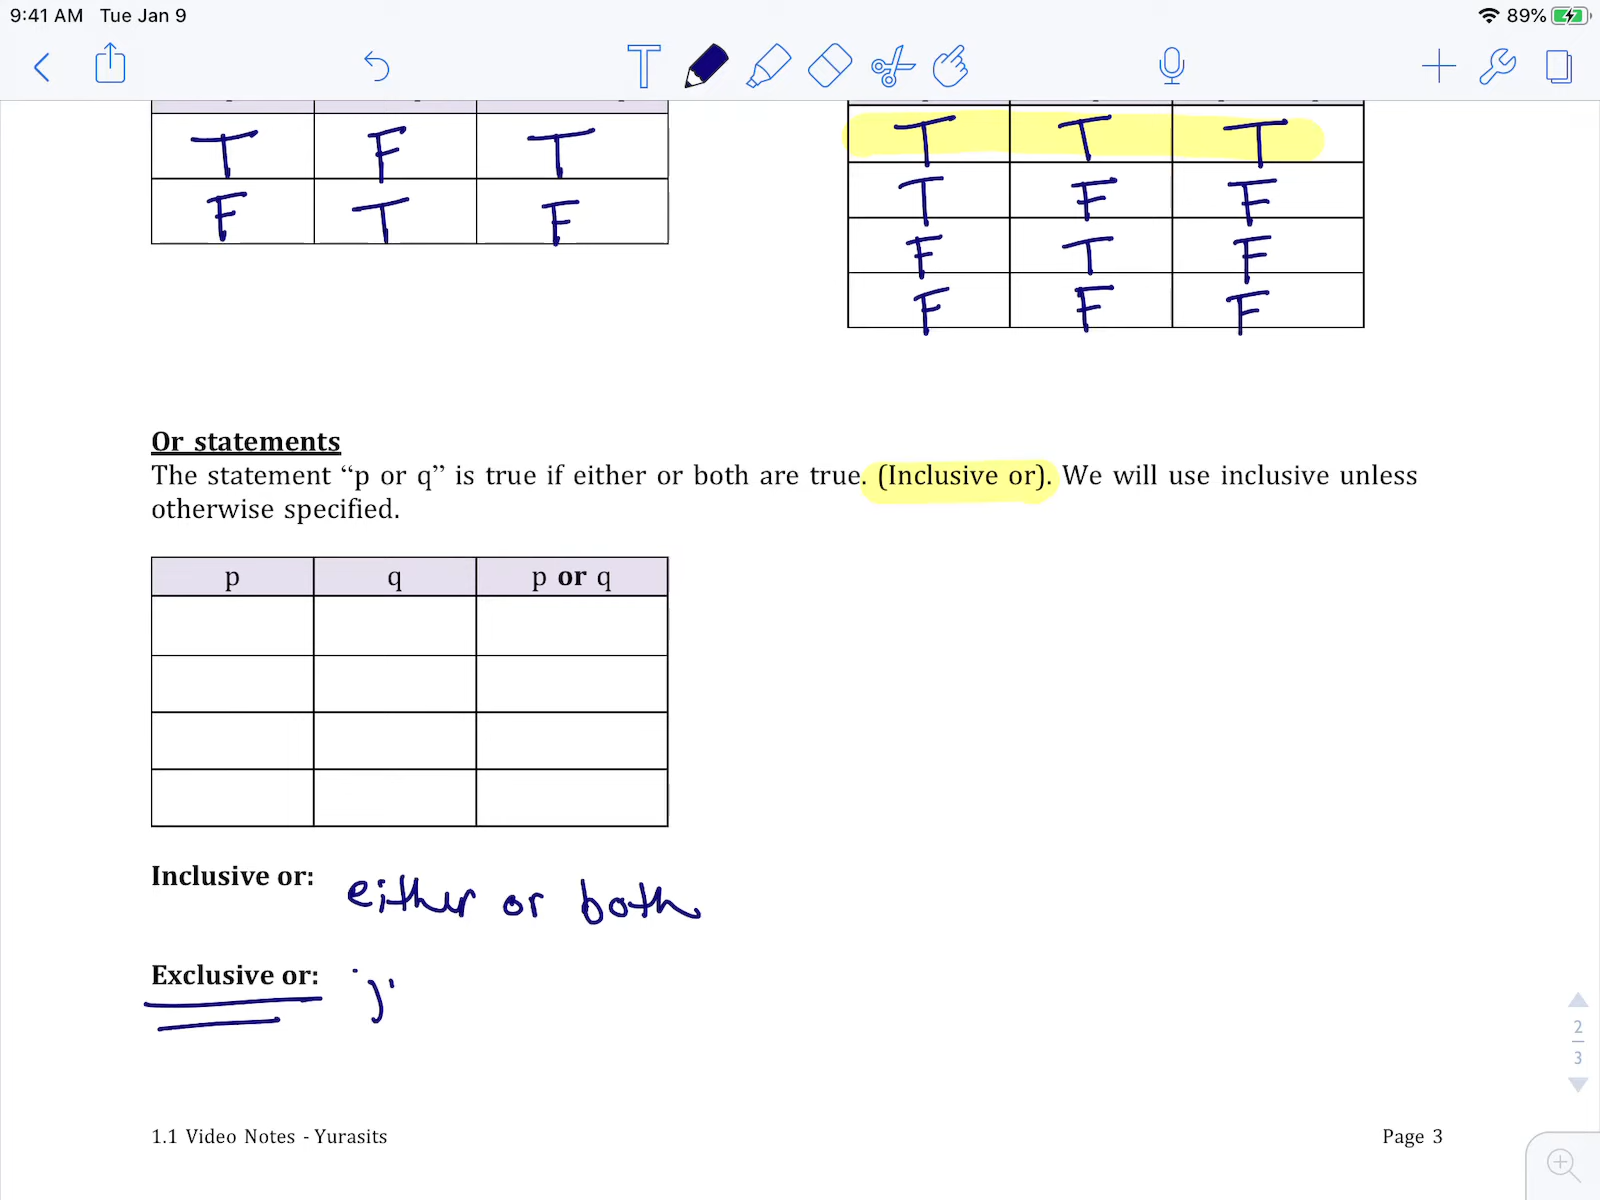 9:41 AM Tue Jan 9 89%
T F T
F T F
T T T
T F F
F T F
F F F
Or statements
The statement “p or q” is true if either or both are true. (Inclusive or). We will use inclusive unless
otherwise specified.
p q p or q
Inclusive or: either or both
Exclusive or: j
2
3
1.1 Video Notes - Yurasits Page 3